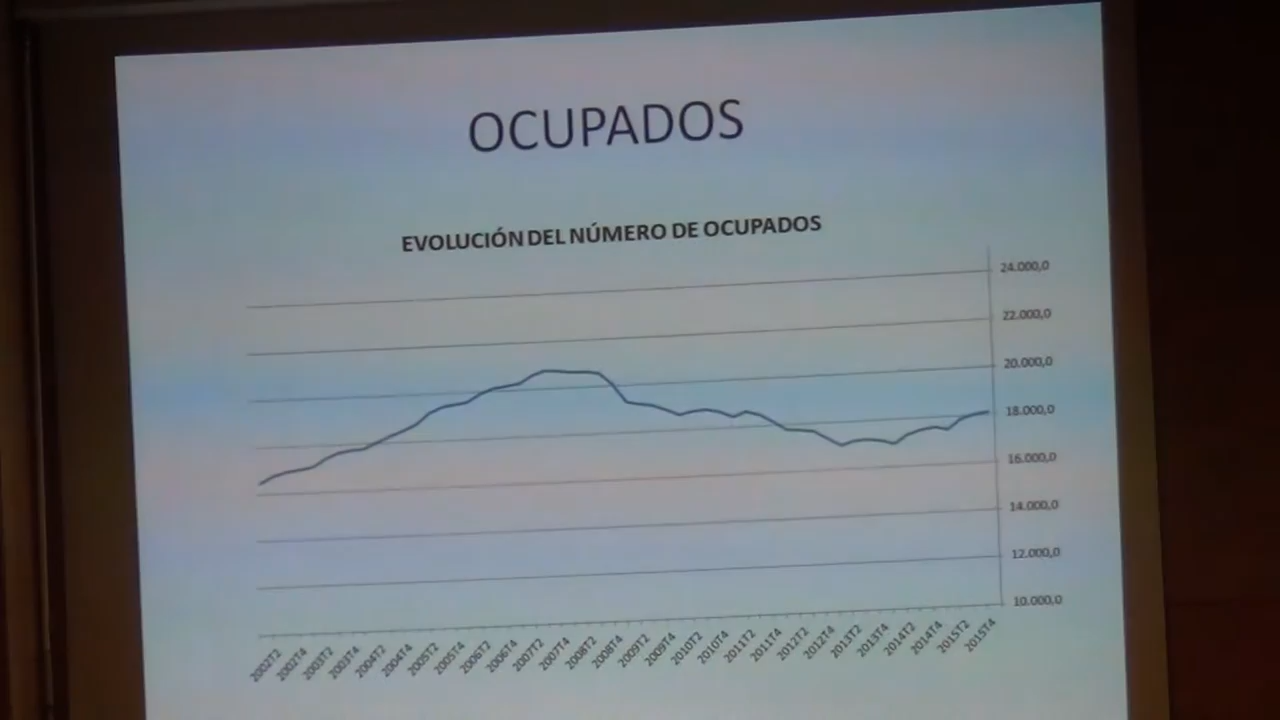 OCUPADOS
EVOLUCIÓN DEL NÚMERO DE OCUPADOS
24.000,0
22.000,0
20.000,0
18.000,0
16.000,0
14.000,0
12.000,0
10.000,0
2002T2
2002T4
2003T2
2003T4
2004T2
2004T4
2005T2
2005T4
2006T2
2006T4
2007T2
2007T4
2008T2
2008T4
2009T2
2009T4
2010T2
2010T4
2011T2
2011T4
2012T2
2012T4
2013T2
2013T4
2014T2
2014T4
2015T2
2015T4